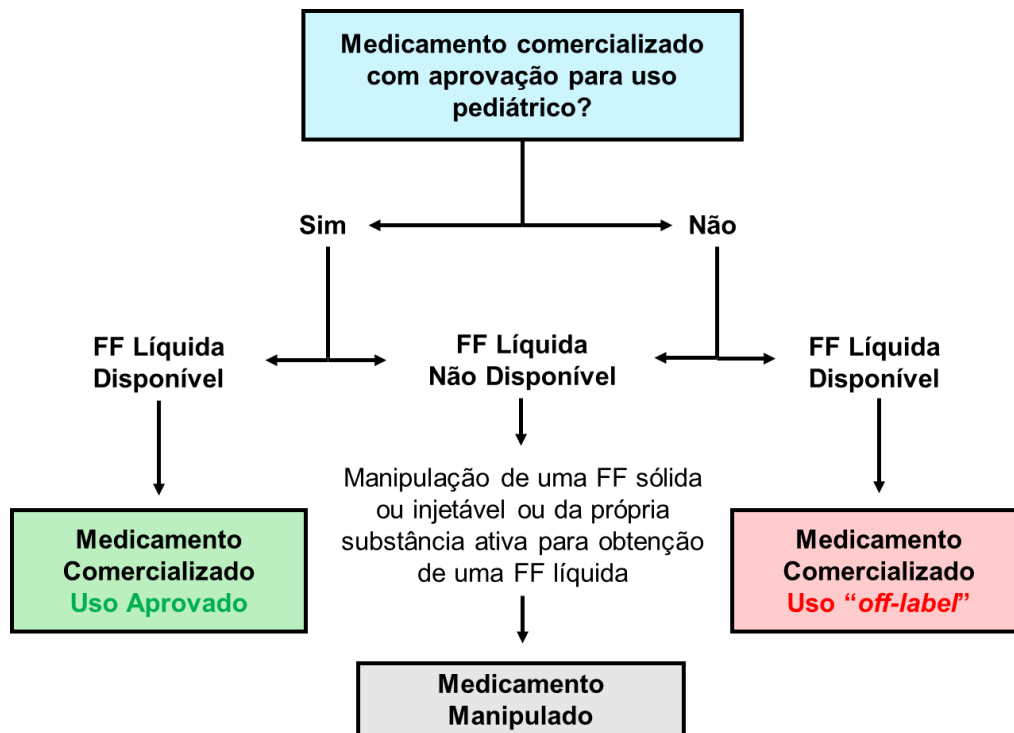 Medicamento comercializado
com aprovação para uso
pediátrico?
Sim
Não
FF Líquida
Disponível
FF Líquida
Não Disponível
FF Líquida
Disponível
Manipulação de uma FF sólida
ou injetável ou da própria
substância ativa para obtenção
de uma FF líquida
Medicamento
Comercializado
Uso Aprovado
Medicamento
Comercializado
Uso “off-label”
Medicamento
Manipulado